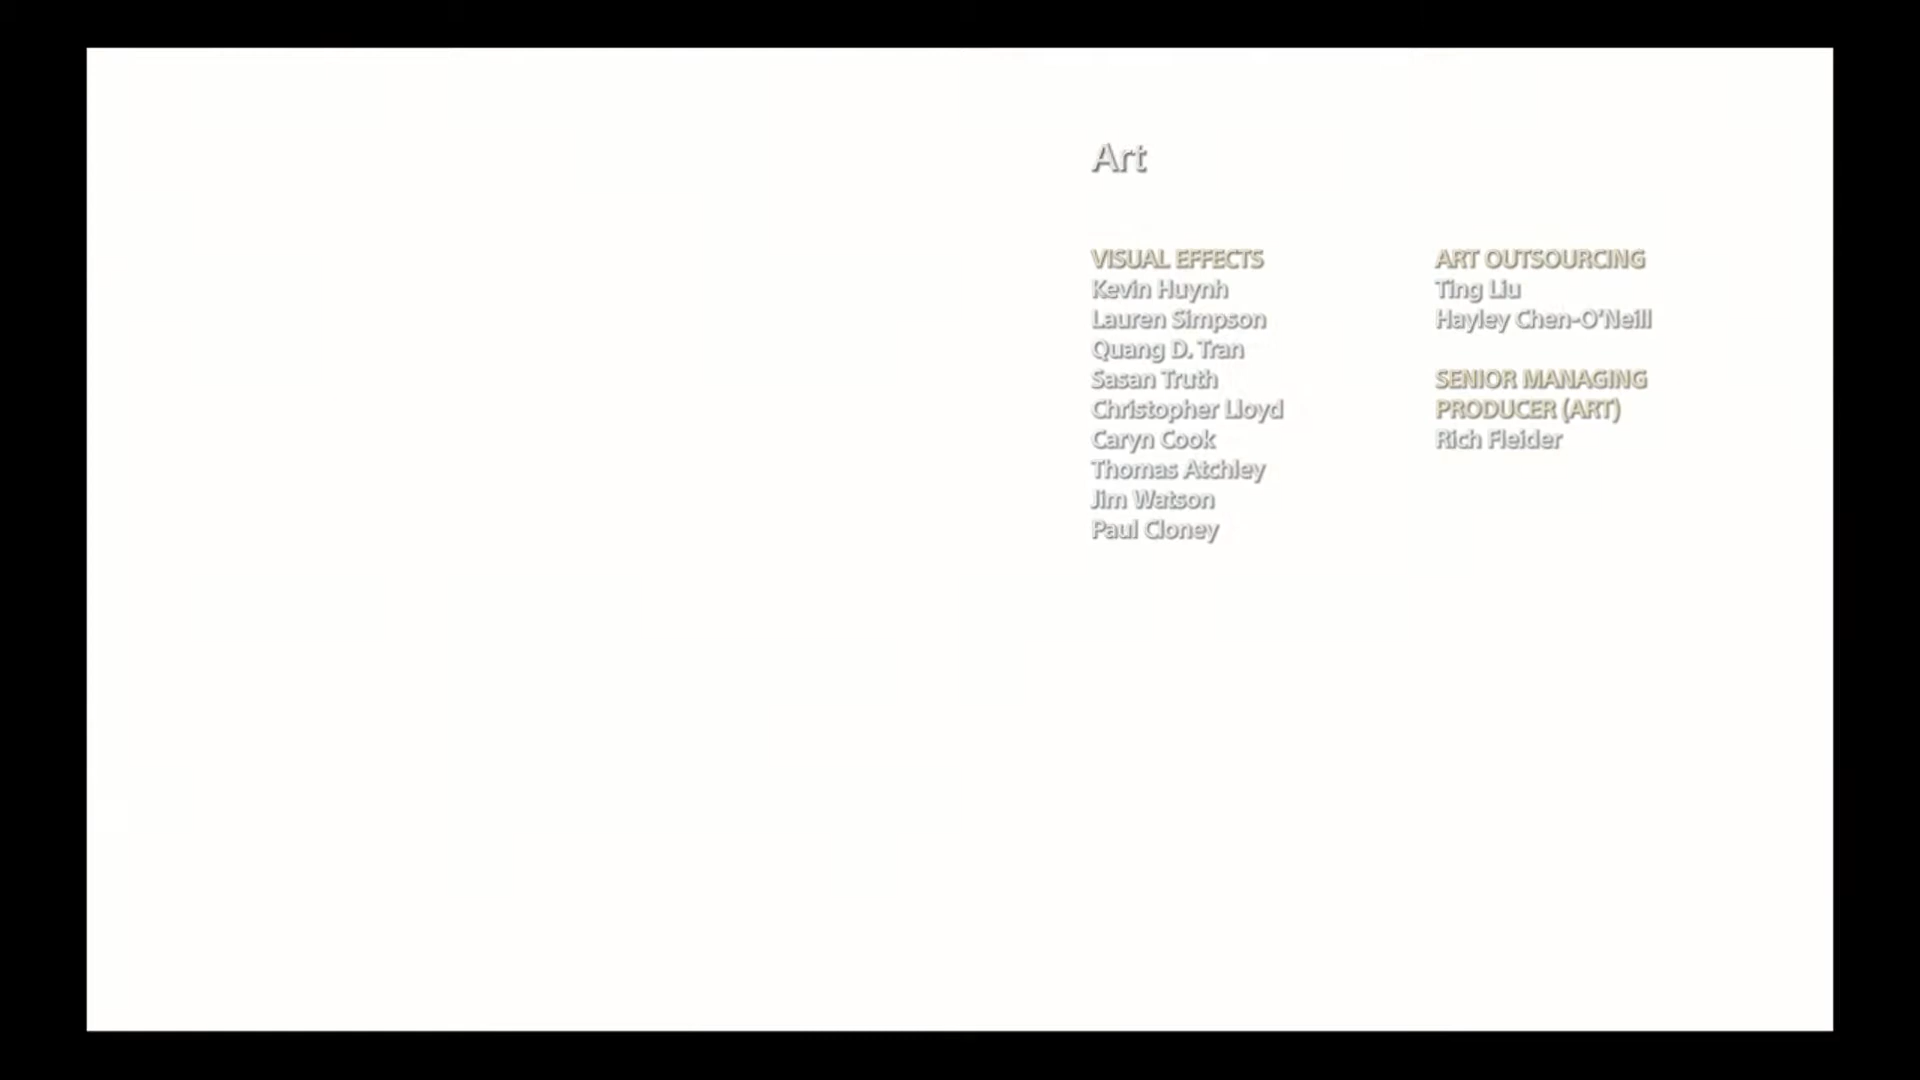 Art
VISUAL EFFECTS
Kevin Huynh
Lauren Simpson
Quang D. Tran
Sasan Truth
Christopher Lloyd
Caryn Cook
Thomas Atchley
Jim Watson
Paul Cloney
ART OUTSOURCING
Ting Liu
Hayley Chen-O'Neill
SENIOR MANAGING
PRODUCER (ART)
Rich Fleider